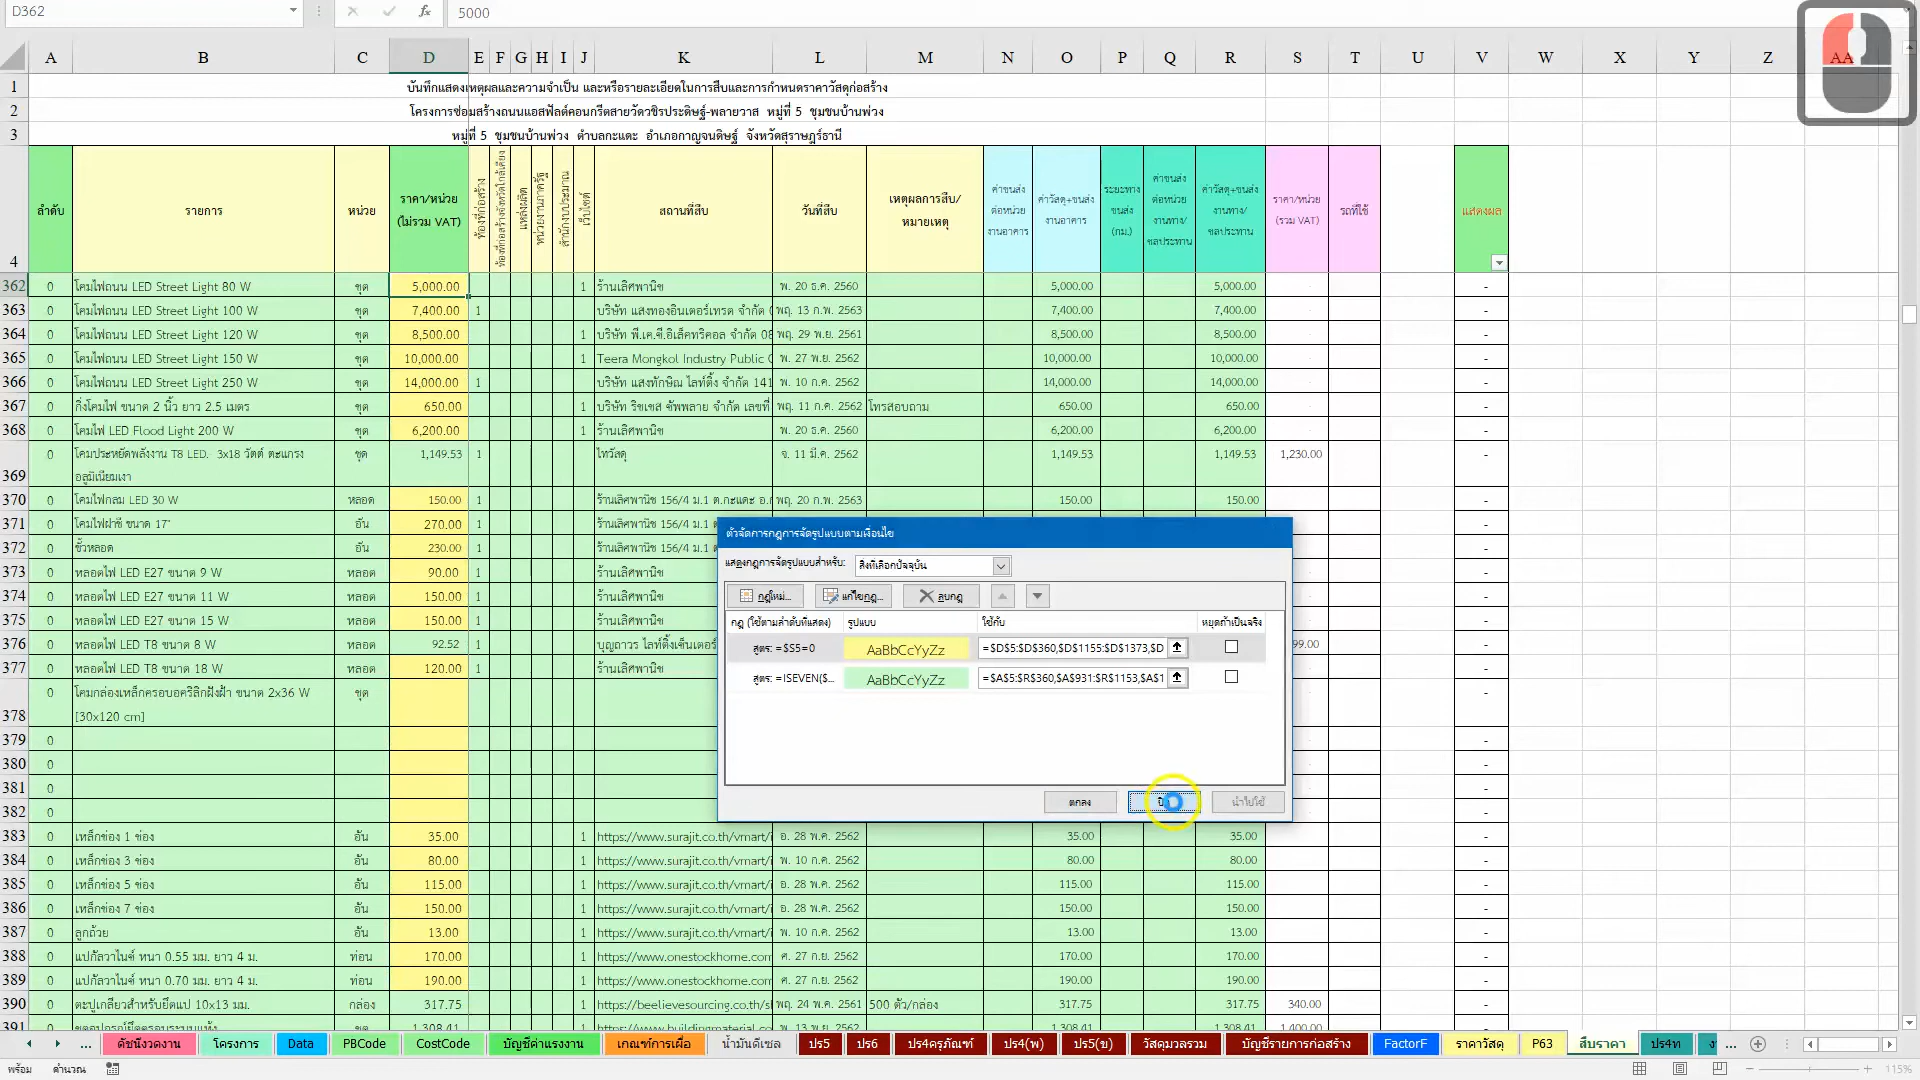 D362
fx
5000
A B C D E F G H I J K L M N O P Q R S T U V W X Y Z AA
1 บันทึกแสดงเหตุผลและความจำเป็น และหรือรายละเอียดในการสืบและการกำหนดราคาวัสดุก่อสร้าง
2 โครงการซ่อมสร้างถนนแอสฟัลต์คอนกรีตสายวัดวชิรประดิษฐ์-พลายวาส หมู่ที่ 5 ชุมชนบ้านพ่วง
3 หมู่ที่ 5 ชุมชนบ้านพ่วง ตำบลกะแดะ อำเภอกาญจนดิษฐ์ จังหวัดสุราษฎร์ธานี
4 ลำดับ รายการ หน่วย ราคา/หน่วย (ไม่รวม VAT) ท้องที่ก่อสร้าง ท้องที่ก่อสร้างจังหวัดใกล้เคียง แหล่งผลิต หน่วยงานภาครัฐ สำนักงบประมาณ เว็บไซต์ สถานที่สืบ วันที่สืบ เหตุผลการสืบ/ หมายเหตุ ค่าขนส่ง ต่อหน่วย งานอาคาร ค่าวัสดุ+ขนส่ง งานอาคาร ระยะทาง ขนส่ง (กม.) ค่าขนส่ง ต่อหน่วย งานทาง/ ชลประทาน ค่าวัสดุ+ขนส่ง งานทาง/ ชลประทาน ราคา/หน่วย (รวม VAT) รถที่ใช้ แสดงผล
362 0 โคมไฟถนน LED Street Light 80 W ชุด 5,000.00 1 ร้านเลิศพานิช พ. 20 ธ.ค. 2560 5,000.00 5,000.00 -
363 0 โคมไฟถนน LED Street Light 100 W ชุด 7,400.00 1 บริษัท แสงทองอินเตอร์เทรด จำกัด พฤ. 13 ก.พ. 2563 7,400.00 7,400.00 -
364 0 โคมไฟถนน LED Street Light 120 W ชุด 8,500.00 1 บริษัท พี.เค.ซี.อิเล็คทริคอล จำกัด 08 พฤ. 29 พ.ย. 2561 8,500.00 8,500.00 -
365 0 โคมไฟถนน LED Street Light 150 W ชุด 10,000.00 1 Teera Mongkol Industry Public C พ. 27 พ.ย. 2562 10,000.00 10,000.00 -
366 0 โคมไฟถนน LED Street Light 250 W ชุด 14,000.00 1 บริษัท แสงทักษิณ ไลท์ติ้ง จำกัด 141 พ. 10 ก.ค. 2562 14,000.00 14,000.00 -
367 0 กิ่งโคมไฟ ขนาด 2 นิ้ว ยาว 2.5 เมตร ชุด 650.00 1 บริษัท ริชเชส ซัพพลาย จำกัด เลขที่ พฤ. 11 ก.ค. 2562 โทรสอบถาม 650.00 650.00 -
368 0 โคมไฟ LED Flood Light 200 W ชุด 6,200.00 1 ร้านเลิศพานิช พ. 20 ธ.ค. 2560 6,200.00 6,200.00 -
369 0 โคมประหยัดพลังงาน T8 LED. 3x18 วัตต์ ตะแกรง ชุด 1,149.53 1 ไทวัสดุ จ. 11 มี.ค. 2562 1,149.53 1,149.53 1,230.00 -
อลูมิเนียมเงา
370 0 โคมไฟกลม LED 30 W หลอด 150.00 1 ร้านเลิศพานิช 156/4 ม.1 ต.กะแดะ อ.ก พฤ. 20 ก.พ. 2563 150.00 150.00 -
371 0 โคมไฟฝาชี ขนาด 17" อัน 270.00 1 ร้านเลิศพานิช 156/4 ม.1 ต -
372 0 ขั้วหลอด อัน 230.00 1 ร้านเลิศพานิช 156/4 ม.1 ต -
373 0 หลอดไฟ LED E27 ขนาด 9 W หลอด 90.00 1 ร้านเลิศพานิช -
374 0 หลอดไฟ LED E27 ขนาด 11 W หลอด 150.00 1 ร้านเลิศพานิช -
375 0 หลอดไฟ LED E27 ขนาด 15 W หลอด 150.00 1 ร้านเลิศพานิช -
376 0 หลอดไฟ LED T8 ขนาด 8 W หลอด 92.52 1 บุญถาวร ไลท์ติ้งเซ็นเตอร์ 99.00 -
377 0 หลอดไฟ LED T8 ขนาด 18 W หลอด 120.00 1 ร้านเลิศพานิช -
378 0 โคมกล่องเหล็กครอบอคริลิกฝังฝ้า ขนาด 2x36 W ชุด -
[30x120 cm]
379 0 -
380 0 -
381 0 -
382 0 -
383 0 เหล็กช่อง 1 ช่อง อัน 35.00 1 https://www.surajit.co.th/vmart/i อ. 28 พ.ค. 2562 35.00 35.00 -
384 0 เหล็กช่อง 3 ช่อง อัน 80.00 1 https://www.surajit.co.th/vmart/i พ. 10 ก.ค. 2562 80.00 80.00 -
385 0 เหล็กช่อง 5 ช่อง อัน 115.00 1 https://www.surajit.co.th/vmart/i อ. 28 พ.ค. 2562 115.00 115.00 -
386 0 เหล็กช่อง 7 ช่อง อัน 150.00 1 https://www.surajit.co.th/vmart/i อ. 28 พ.ค. 2562 150.00 150.00 -
387 0 ลูกถ้วย อัน 13.00 1 https://www.surajit.co.th/vmart/i พ. 10 ก.ค. 2562 13.00 13.00 -
388 0 แปกัลวาไนซ์ หนา 0.55 มม. ยาว 4 ม. ท่อน 170.00 1 https://www.onestockhome.com ศ. 27 ก.ย. 2562 170.00 170.00 -
389 0 แปกัลวาไนซ์ หนา 0.70 มม. ยาว 4 ม. ท่อน 190.00 1 https://www.onestockhome.com ศ. 27 ก.ย. 2562 190.00 190.00 -
390 0 ตะปูเกลียวสำหรับยึดแป 10x13 มม. กล่อง 317.75 1 https://beelievesourcing.co.th/sl พฤ. 24 พ.ค. 2561 500 ตัว/กล่อง 317.75 317.75 340.00 -
391 0 ชุด 1,308.41 1 https://www.buildingmaterial.com พ. 13 พ.ย. 2562 1,308.41 1,308.41 1,400.00 -
ตัวจัดการกฎการจัดรูปแบบตามเงื่อนไข
แสดงกฎการจัดรูปแบบสำหรับ: สิ่งที่เลือกปัจจุบัน
กฎใหม่... แก้ไขกฎ... ลบกฎ
กฎ (ใช้ตามลำดับที่แสดง) รูปแบบ ใช้กับ หยุดถ้าเป็นจริง
สูตร: =$S5=0 AaBbCcYyZz =$D$5:$D$360,$D$1155:$D$1373,$D
สูตร: =ISEVEN($... AaBbCcYyZz =$A$5:$R$360,$A$931:$R$1153,$A$1
ตกลง นำไปใช้
... ดัชนีงวดงาน โครงการ Data PBCode CostCode บัญชีค่าแรงงาน เกณฑ์การเผื่อ น้ำมันดีเซล ปร5 ปร6 ปร4ครุภัณฑ์ ปร4(พ) ปร5(ข) วัสดุมวลรวม บัญชีรายการก่อสร้าง FactorF ราคาวัสดุ P63 สืบราคา ปร4ท ...
พร้อม คำนวณ 115%